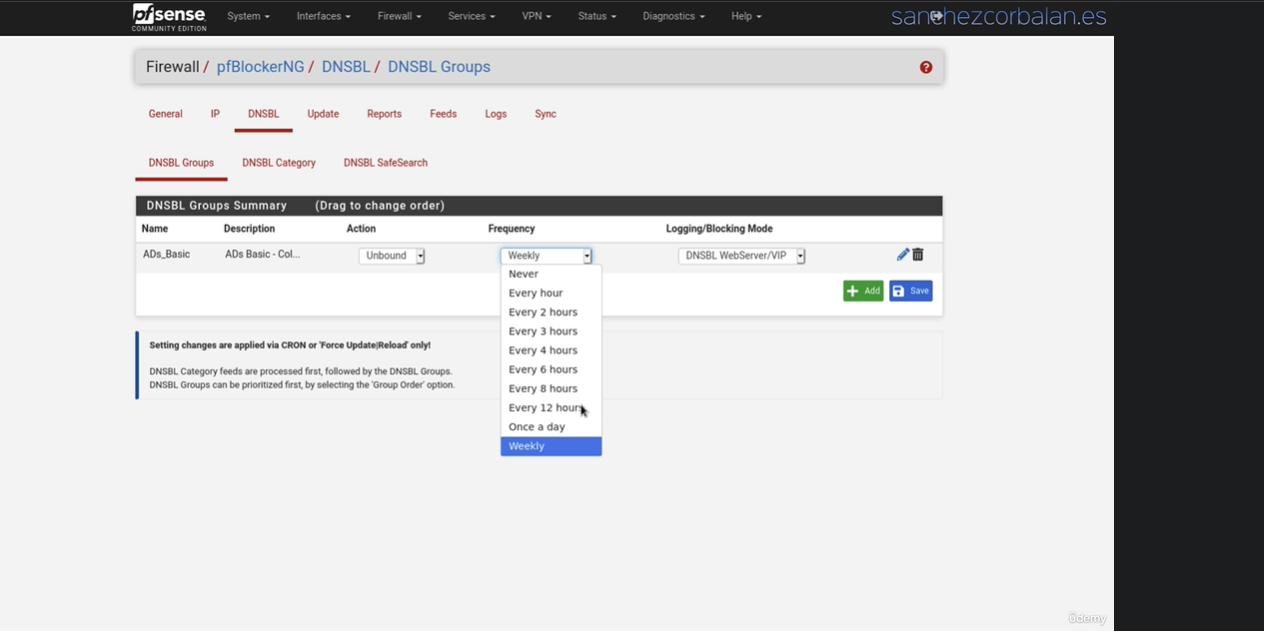 pfsense COMMUNITY EDITION System Interfaces Firewall Services VPN Status Diagnostics Help sanchezcorbalan.es
Firewall / pfBlockerNG / DNSBL / DNSBL Groups ?
General IP DNSBL Update Reports Feeds Logs Sync
DNSBL Groups DNSBL Category DNSBL SafeSearch
DNSBL Groups Summary (Drag to change order)
Name Description Action Frequency Logging/Blocking Mode
ADs_Basic ADs Basic - Col... Unbound Weekly DNSBL WebServer/VIP
Never
Every hour
Every 2 hours
Every 3 hours
Every 4 hours
Every 6 hours
Every 8 hours
Every 12 hours
Once a day
Weekly
Add Save
Setting changes are applied via CRON or 'Force Update|Reload' only!
DNSBL Category feeds are processed first, followed by the DNSBL Groups.
DNSBL Groups can be prioritized first, by selecting the 'Group Order' option.
ûdemy